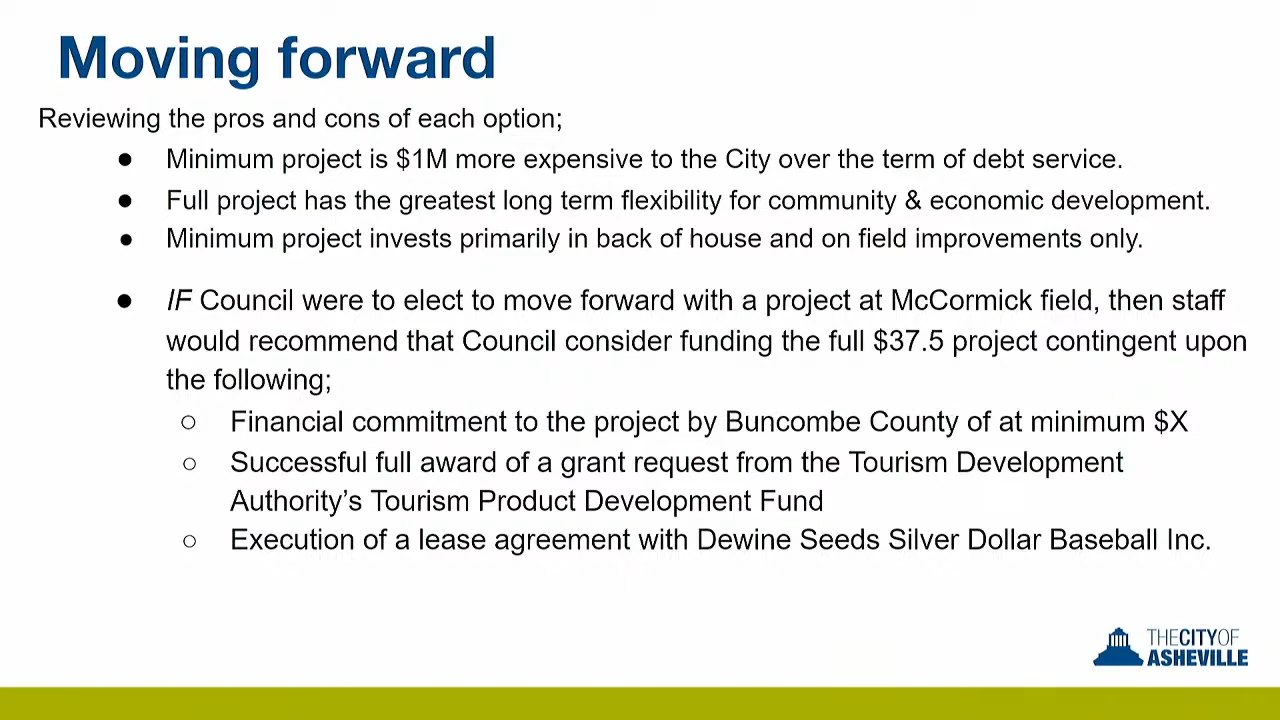 Moving forward
Reviewing the pros and cons of each option;
● Minimum project is $1M more expensive to the City over the term of debt service.
● Full project has the greatest long term flexibility for community & economic development.
● Minimum project invests primarily in back of house and on field improvements only.
● IF Council were to elect to move forward with a project at McCormick field, then staff
would recommend that Council consider funding the full $37.5 project contingent upon
the following;
○ Financial commitment to the project by Buncombe County of at minimum $X
○ Successful full award of a grant request from the Tourism Development
Authority’s Tourism Product Development Fund
○ Execution of a lease agreement with Dewine Seeds Silver Dollar Baseball Inc.
THECITYOF
ASHEVILLE